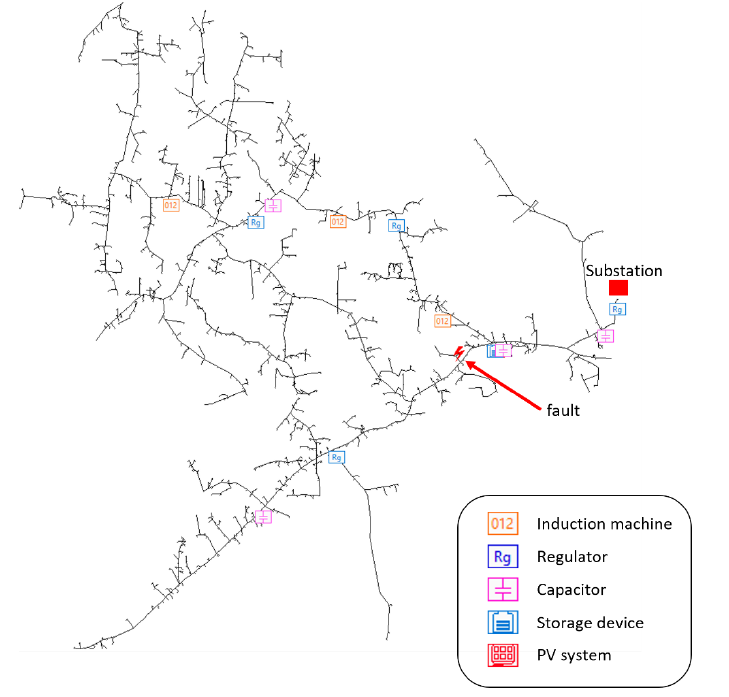 012
Rg
012
Rg
Substation
Rg
012
fault
Rg
012 Induction machine
Rg Regulator
Capacitor
Storage device
PV system